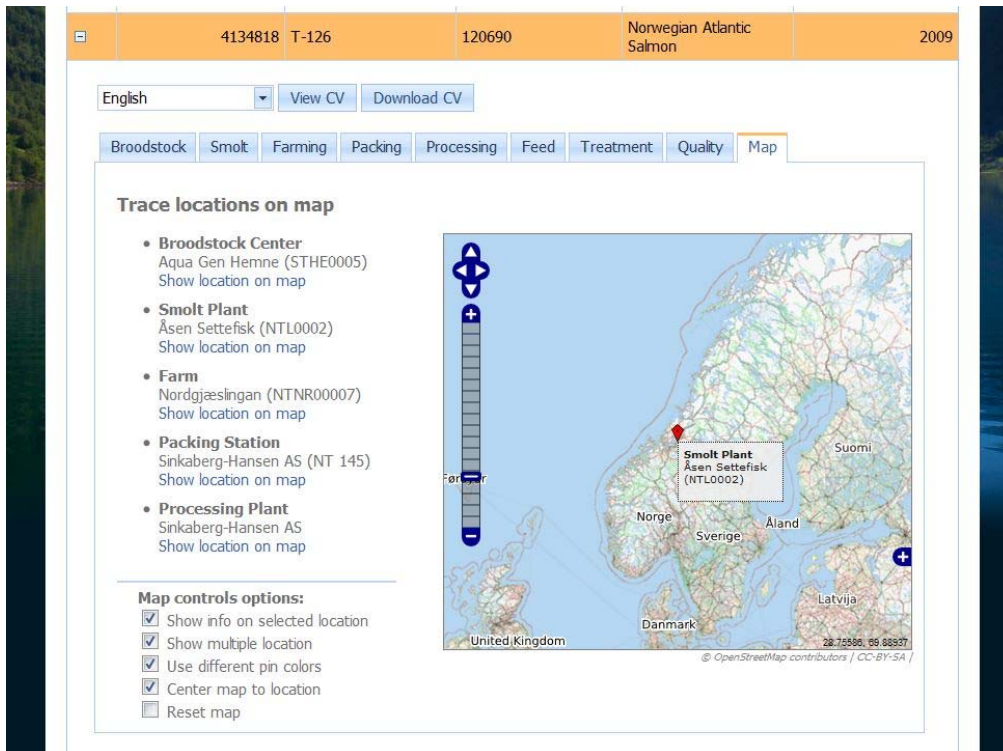 4134818 T-126 120690 Norwegian Atlantic Salmon 2009
English View CV Download CV
Broodstock Smolt Farming Packing Processing Feed Treatment Quality Map
Trace locations on map
• Broodstock Center
Aqua Gen Hemne (STHE0005)
Show location on map
• Smolt Plant
Åsen Settefisk (NTL0002)
Show location on map
• Farm
Nordgjæslingan (NTNR00007)
Show location on map
• Packing Station
Sinkaberg-Hansen AS (NT 145)
Show location on map
• Processing Plant
Sinkaberg-Hansen AS
Show location on map
Map controls options:
Show info on selected location
Show multiple location
Use different pin colors
Center map to location
Reset map
Smolt Plant
Åsen Settefisk
(NTL0002)
Suomi
Norge
Sverige
Åland
Latvija
Danmark
United Kingdom
28.75586, 69.88937
© OpenStreetMap contributors / CC-BY-SA /